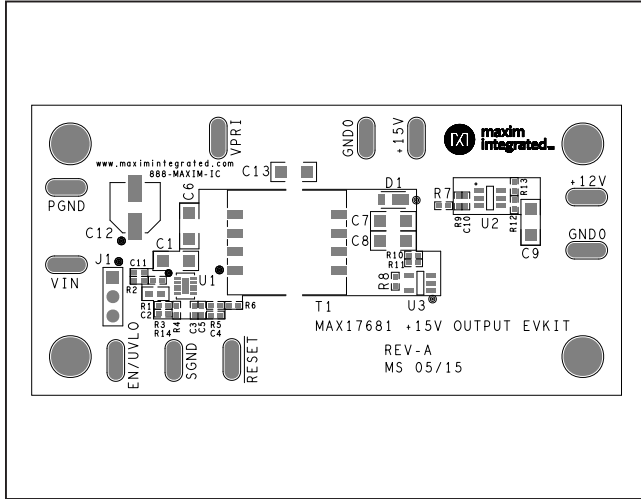 VPRI
GND0
+15V
maxim
integrated™
www.maximintegrated.com
888-MAXIM-IC
C13
C6
D1
R7
R13
+12V
PGND
C7
R9
C10
U2
R12
C12
C1
C8
GND0
R10
C9
J1
C11
R11
VIN
R2
U1
R8
R1
C2
R6
T1
U3
R3
R4
C3
C5
R5
R14
C4
MAX17681 +15V OUTPUT EVKIT
EN/UVLO
SGND
RESET
REV-A
MS 05/15